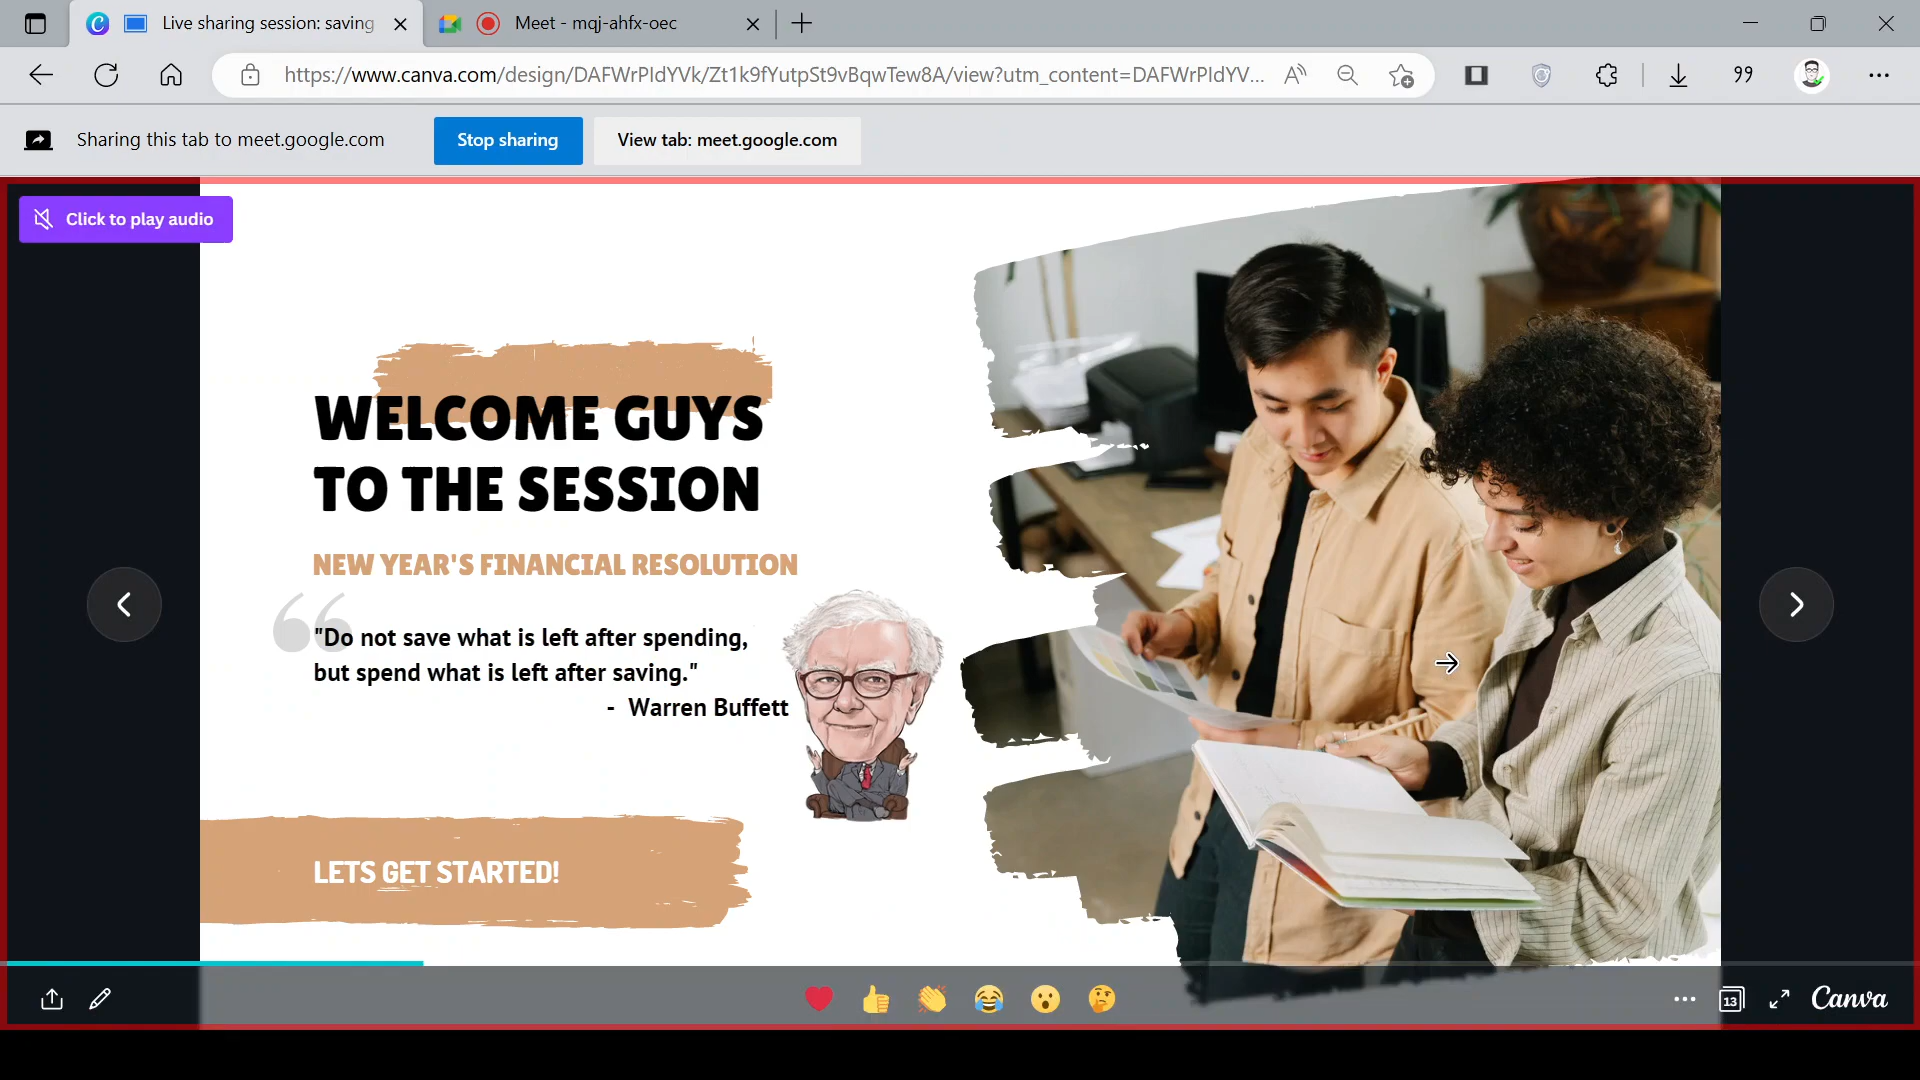 Live sharing session: saving
Meet - mqj-ahfx-oec
https://www.canva.com/design/DAFWrPIdYVk/Zt1k9fYutpSt9vBqwTew8A/view?utm_content=DAFWrPIdYV...
Sharing this tab to meet.google.com
Stop sharing
View tab: meet.google.com
Click to play audio
WELCOME GUYS
TO THE SESSION
NEW YEAR'S FINANCIAL RESOLUTION
"Do not save what is left after spending,
but spend what is left after saving."
- Warren Buffett
LETS GET STARTED!
13
Canva